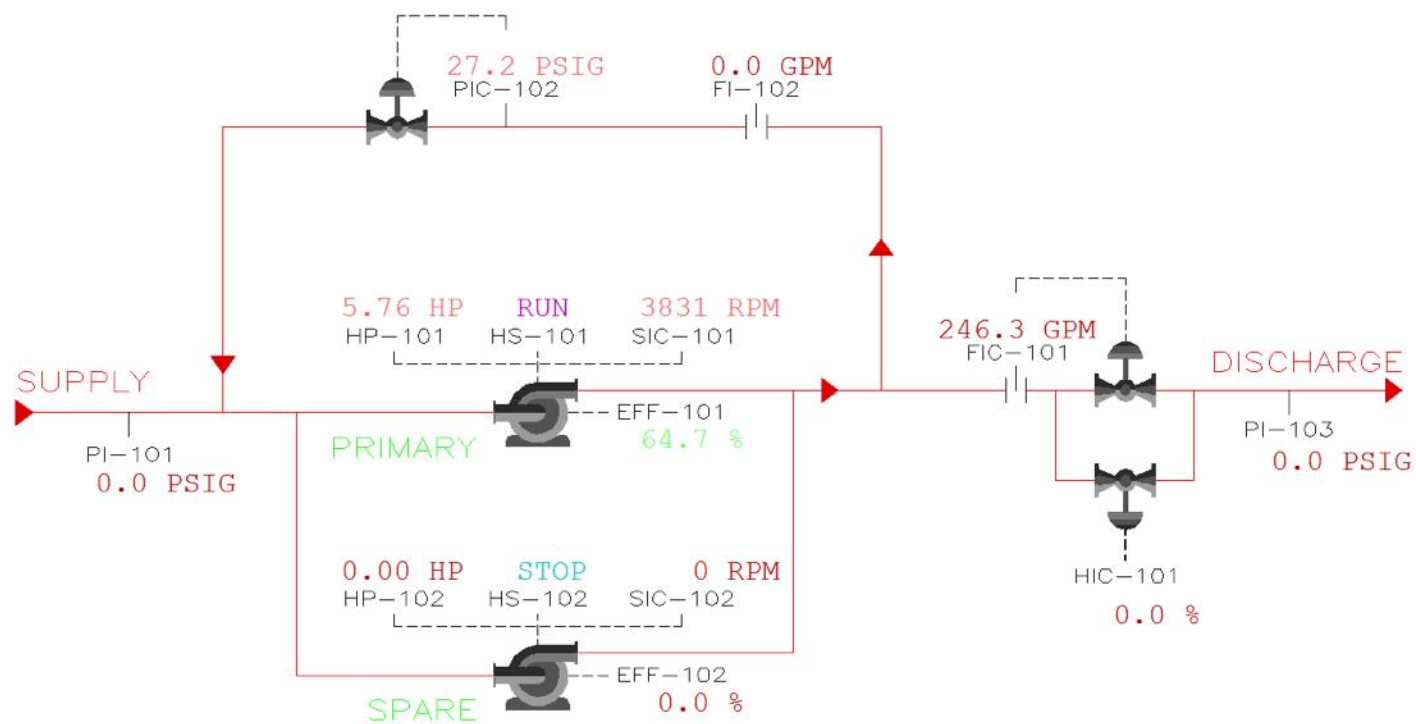 27.2 PSIG
PIC-102
0.0 GPM
FI-102
5.76 HP
HP-101
RUN
HS-101
3831 RPM
SIC-101
246.3 GPM
FIC-101
SUPPLY
DISCHARGE
PI-101
0.0 PSIG
PRIMARY
EFF-101
64.7 %
PI-103
0.0 PSIG
0.00 HP
HP-102
STOP
HS-102
0 RPM
SIC-102
HIC-101
0.0 %
SPARE
EFF-102
0.0 %